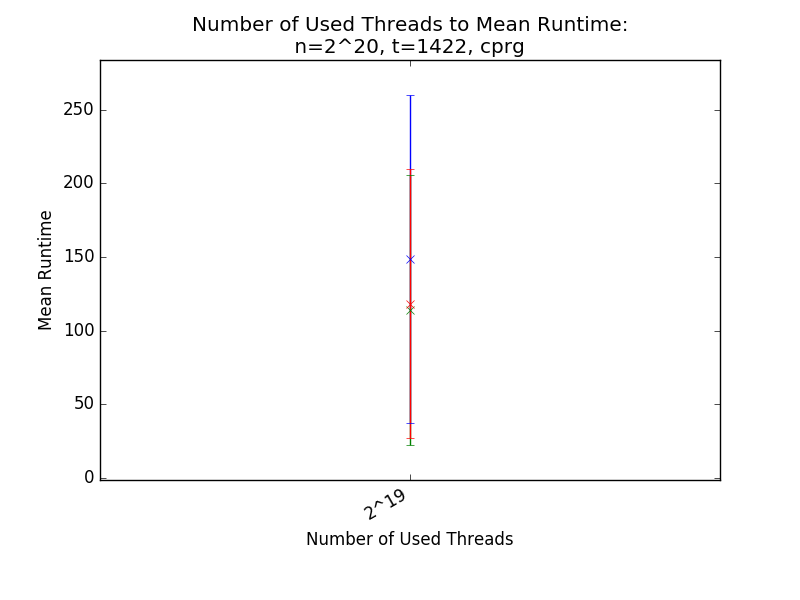 Number of Used Threads to Mean Runtime:
n=2^20, t=1422, cprg
250
200
150
100
50
0
Mean Runtime
2^19
Number of Used Threads